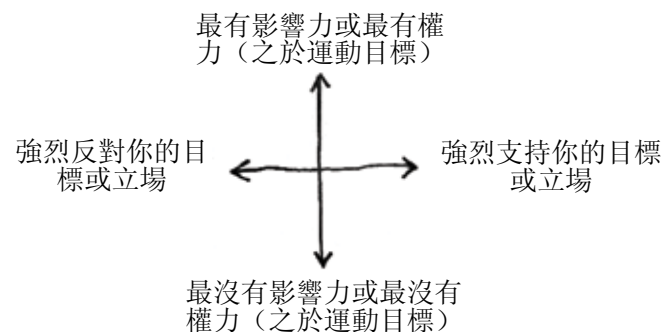 最有影響力或最有權
力（之於運動目標）
強烈反對你的目
標或立場
強烈支持你的目標
或立場
最沒有影響力或最沒有
權力（之於運動目標）